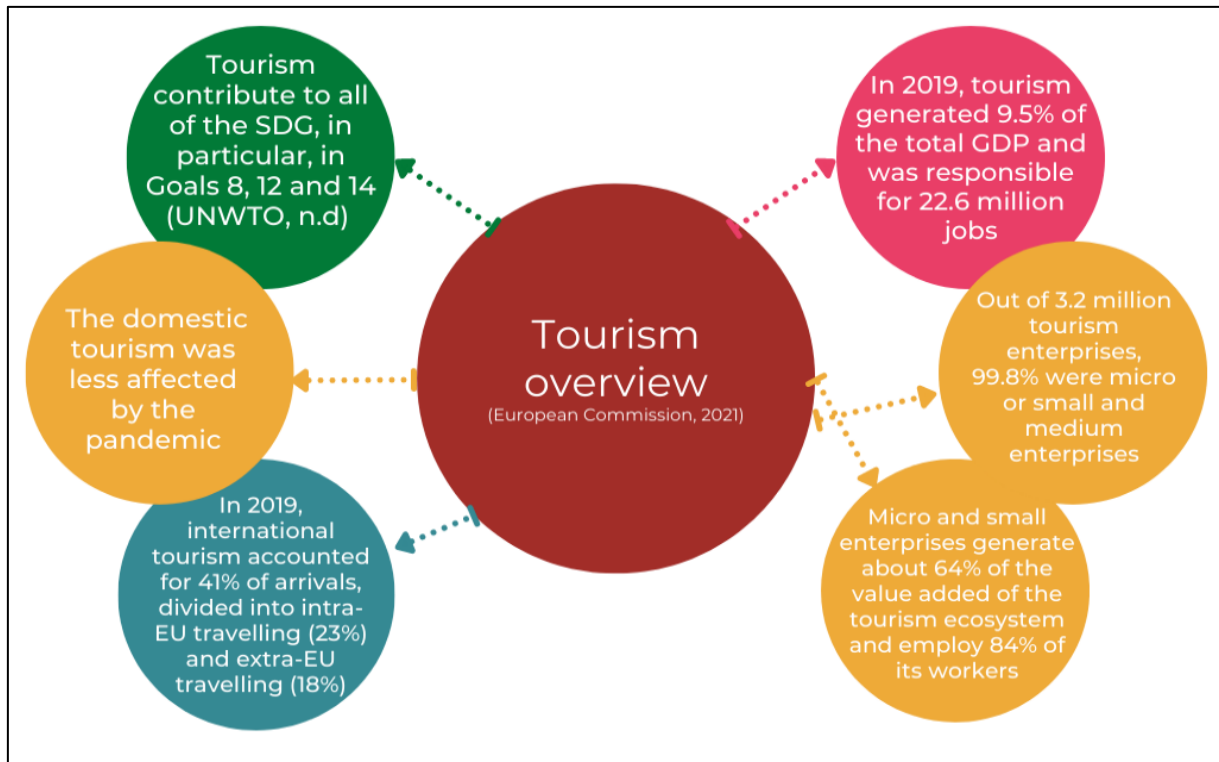 Tourism
contribute to all
of the SDG, in
particular, in
Goals 8, 12 and 14
(UNWTO, n.d)
The domestic
tourism was
less affected
by the
pandemic
In 2019,
international
tourism accounted
for 41% of arrivals,
divided into intra-
EU travelling (23%)
and extra-EU
travelling (18%)
Tourism
overview
(European Commission, 2021)
In 2019, tourism
generated 9.5% of
the total GDP and
was responsible
for 22.6 million
jobs
Out of 3.2 million
tourism
enterprises,
99.8% were micro
or small and
medium
enterprises
Micro and small
enterprises generate
about 64% of the
value added of the
tourism ecosystem
and employ 84% of
its workers